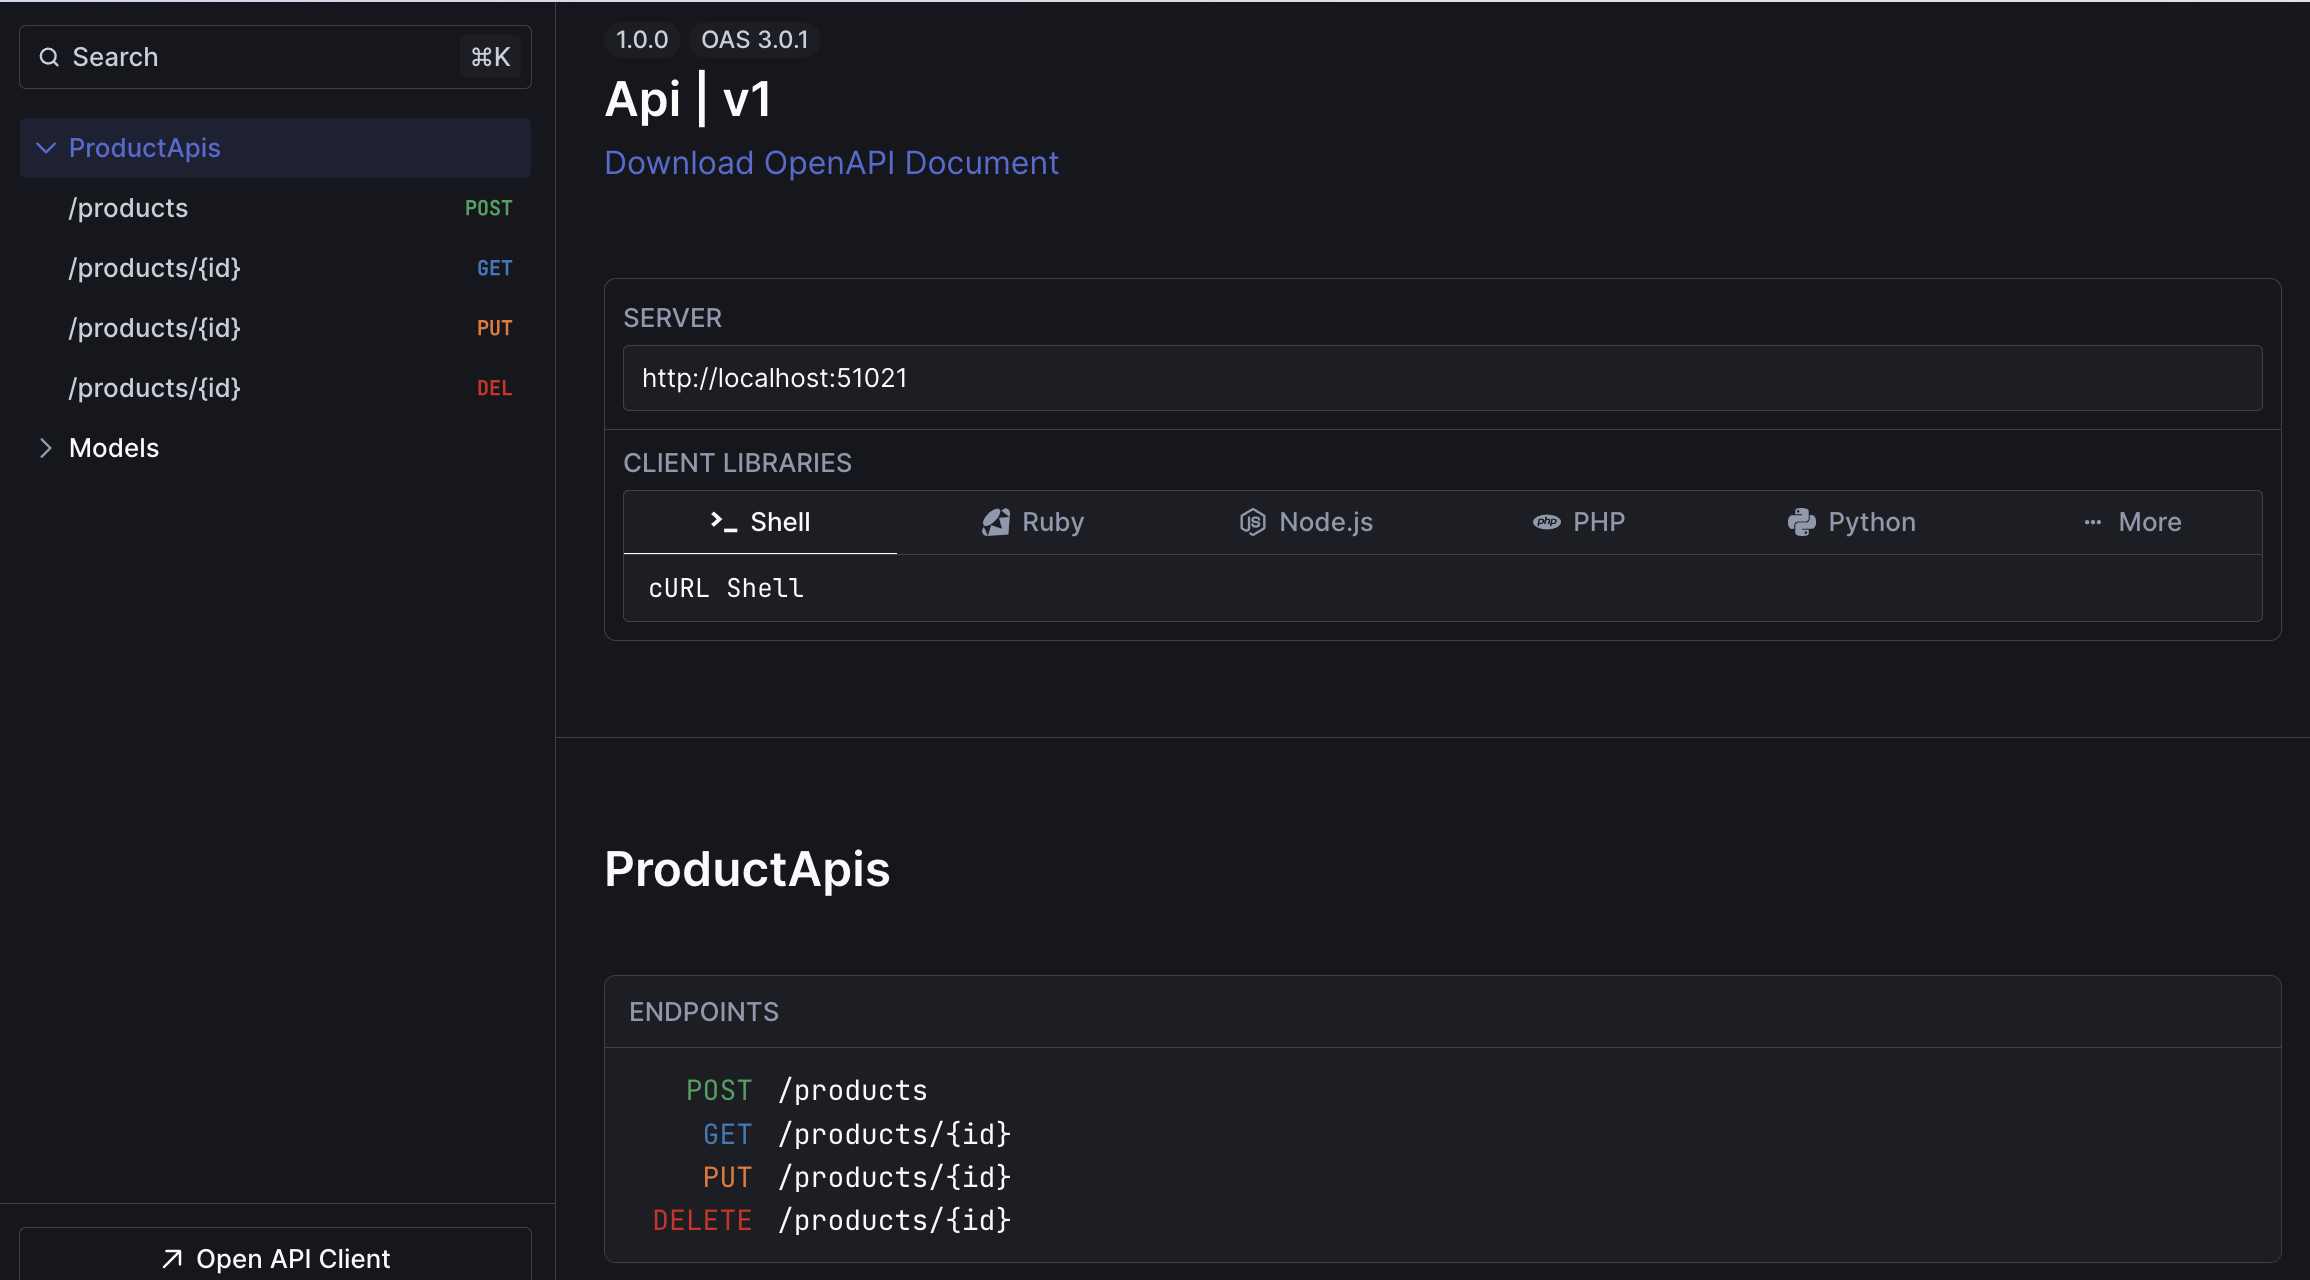 Search ⌘K
ProductApis
/products POST
/products/{id} GET
/products/{id} PUT
/products/{id} DEL
Models
Open API Client
1.0.0 OAS 3.0.1
Api | v1
Download OpenAPI Document
SERVER
http://localhost:51021
CLIENT LIBRARIES
Shell Ruby Node.js PHP Python More
cURL Shell
ProductApis
ENDPOINTS
POST /products
GET /products/{id}
PUT /products/{id}
DELETE /products/{id}